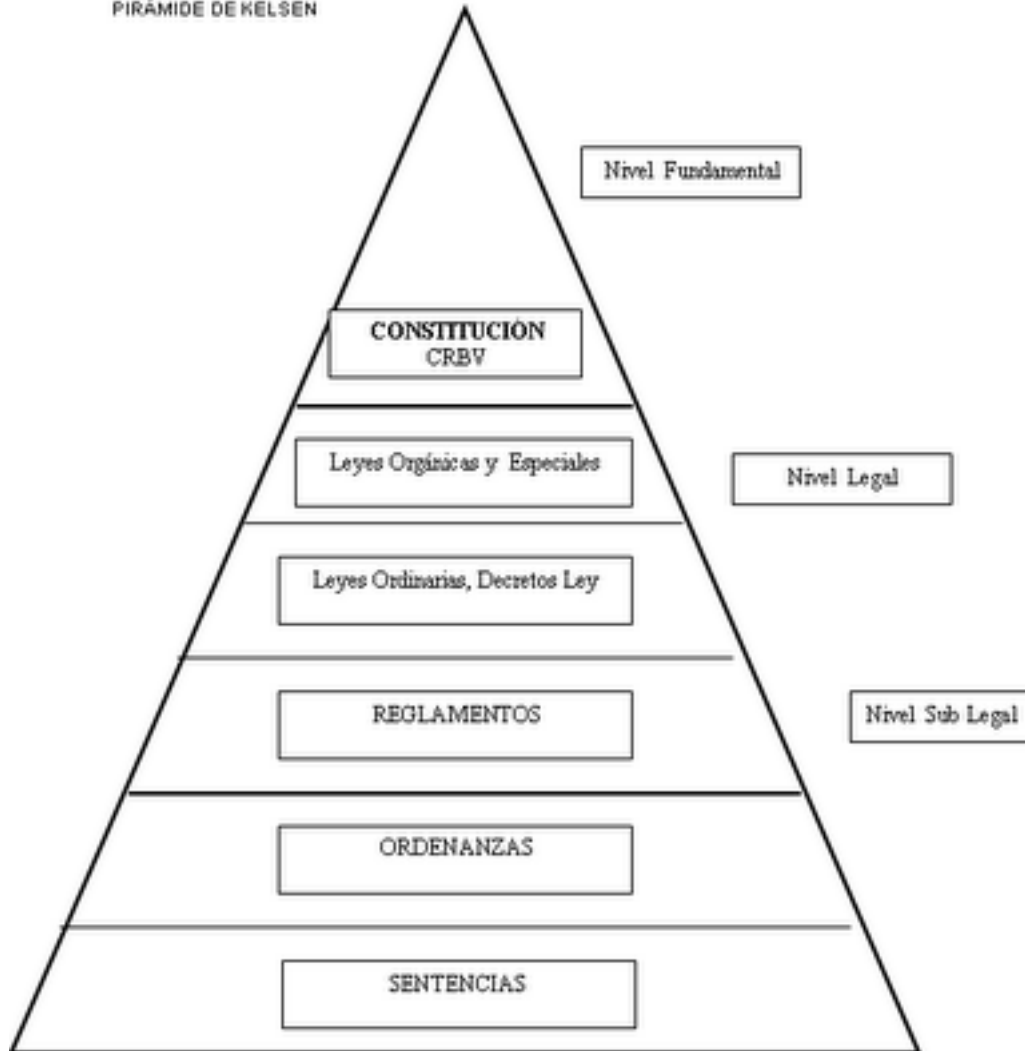 PIRÁMIDE DE KELSEN
Nivel Fundamental
CONSTITUCIÓN
CRBV
Leyes Orgánicas y Especiales
Nivel Legal
Leyes Ordinarias, Decretos Ley
REGLAMENTOS
Nivel Sub Legal
ORDENANZAS
SENTENCIAS